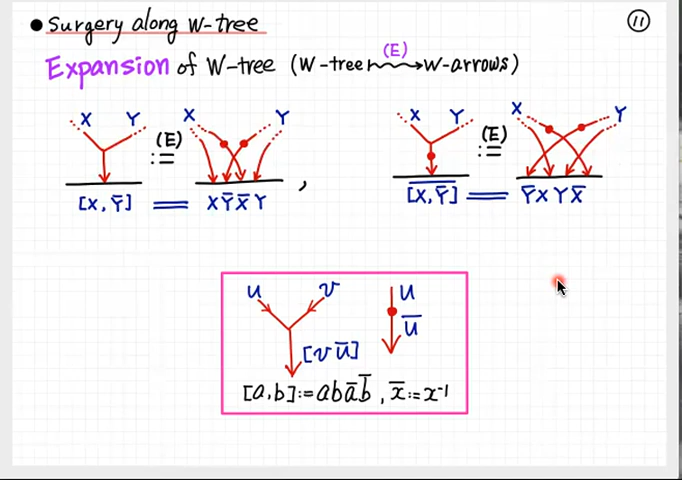 ● Surgery along w-tree
⑪
Expansion of W-tree (W-tree (E) w-arrows)
X Y (E) X Y
:=
[X, Ȳ] = XȲX̄Y ,
X Y (E) X Y
:=
[X, Ȳ]‾ = ȲXYX̄
u v u
ū
[v ū]
[a,b]:=abāb̄, x̄:=x⁻¹